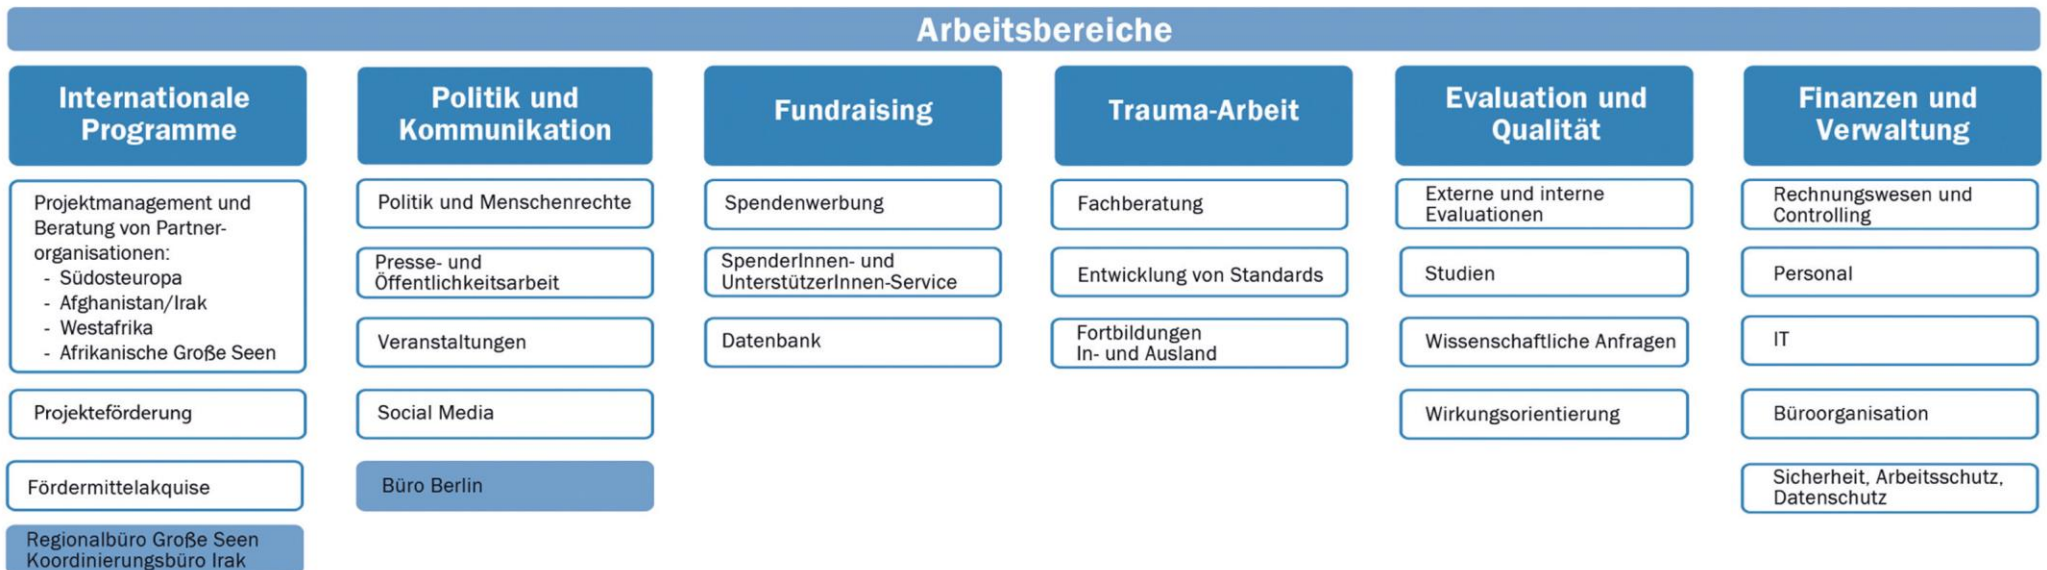 Arbeitsbereiche
Internationale
Programme
Projektmanagement und
Beratung von Partner-
organisationen:
- Südosteuropa
- Afghanistan/Irak
- Westafrika
- Afrikanische Große Seen
Projekteförderung
Fördermittelakquise
Regionalbüro Große Seen
Koordinierungsbüro Irak
Politik und
Kommunikation
Politik und Menschenrechte
Presse- und
Öffentlichkeitsarbeit
Veranstaltungen
Social Media
Büro Berlin
Fundraising
Spendenwerbung
SpenderInnen- und
UnterstützerInnen-Service
Datenbank
Trauma-Arbeit
Fachberatung
Entwicklung von Standards
Fortbildungen
In- und Ausland
Evaluation und
Qualität
Externe und interne
Evaluationen
Studien
Wissenschaftliche Anfragen
Wirkungsorientierung
Finanzen und
Verwaltung
Rechnungswesen und
Controlling
Personal
IT
Büroorganisation
Sicherheit, Arbeitsschutz,
Datenschutz